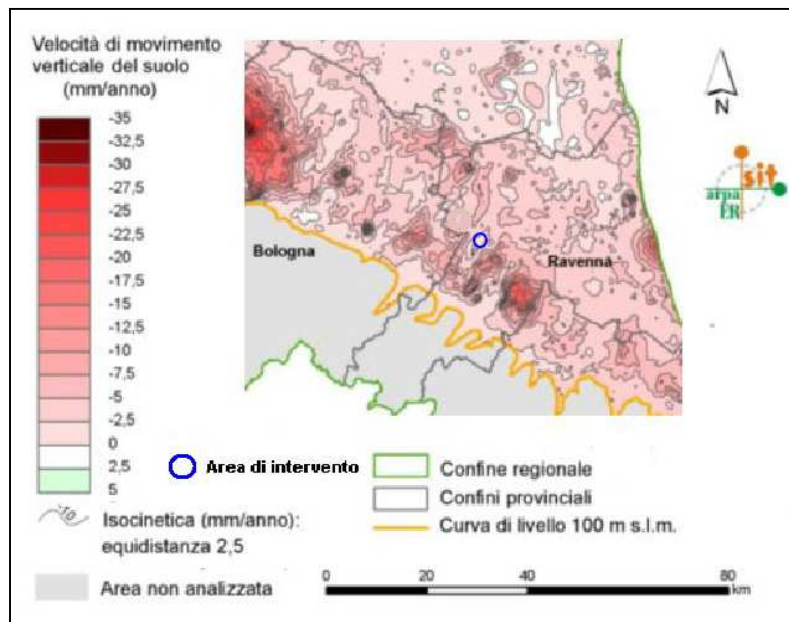 Velocità di movimento
verticale del suolo
(mm/anno)
-35
-32,5
-30
-27,5
-25
-22,5
-20
-17,5
-15
-12,5
-10
-7,5
-5
-2,5
0
2,5
5
Bologna
Ravenna
N
sit
arpa
ER
Area di intervento
Confine regionale
Confini provinciali
Curva di livello 100 m s.l.m.
-10
Isocinetica (mm/anno):
equidistanza 2,5
Area non analizzata
0 20 40 60 80
km